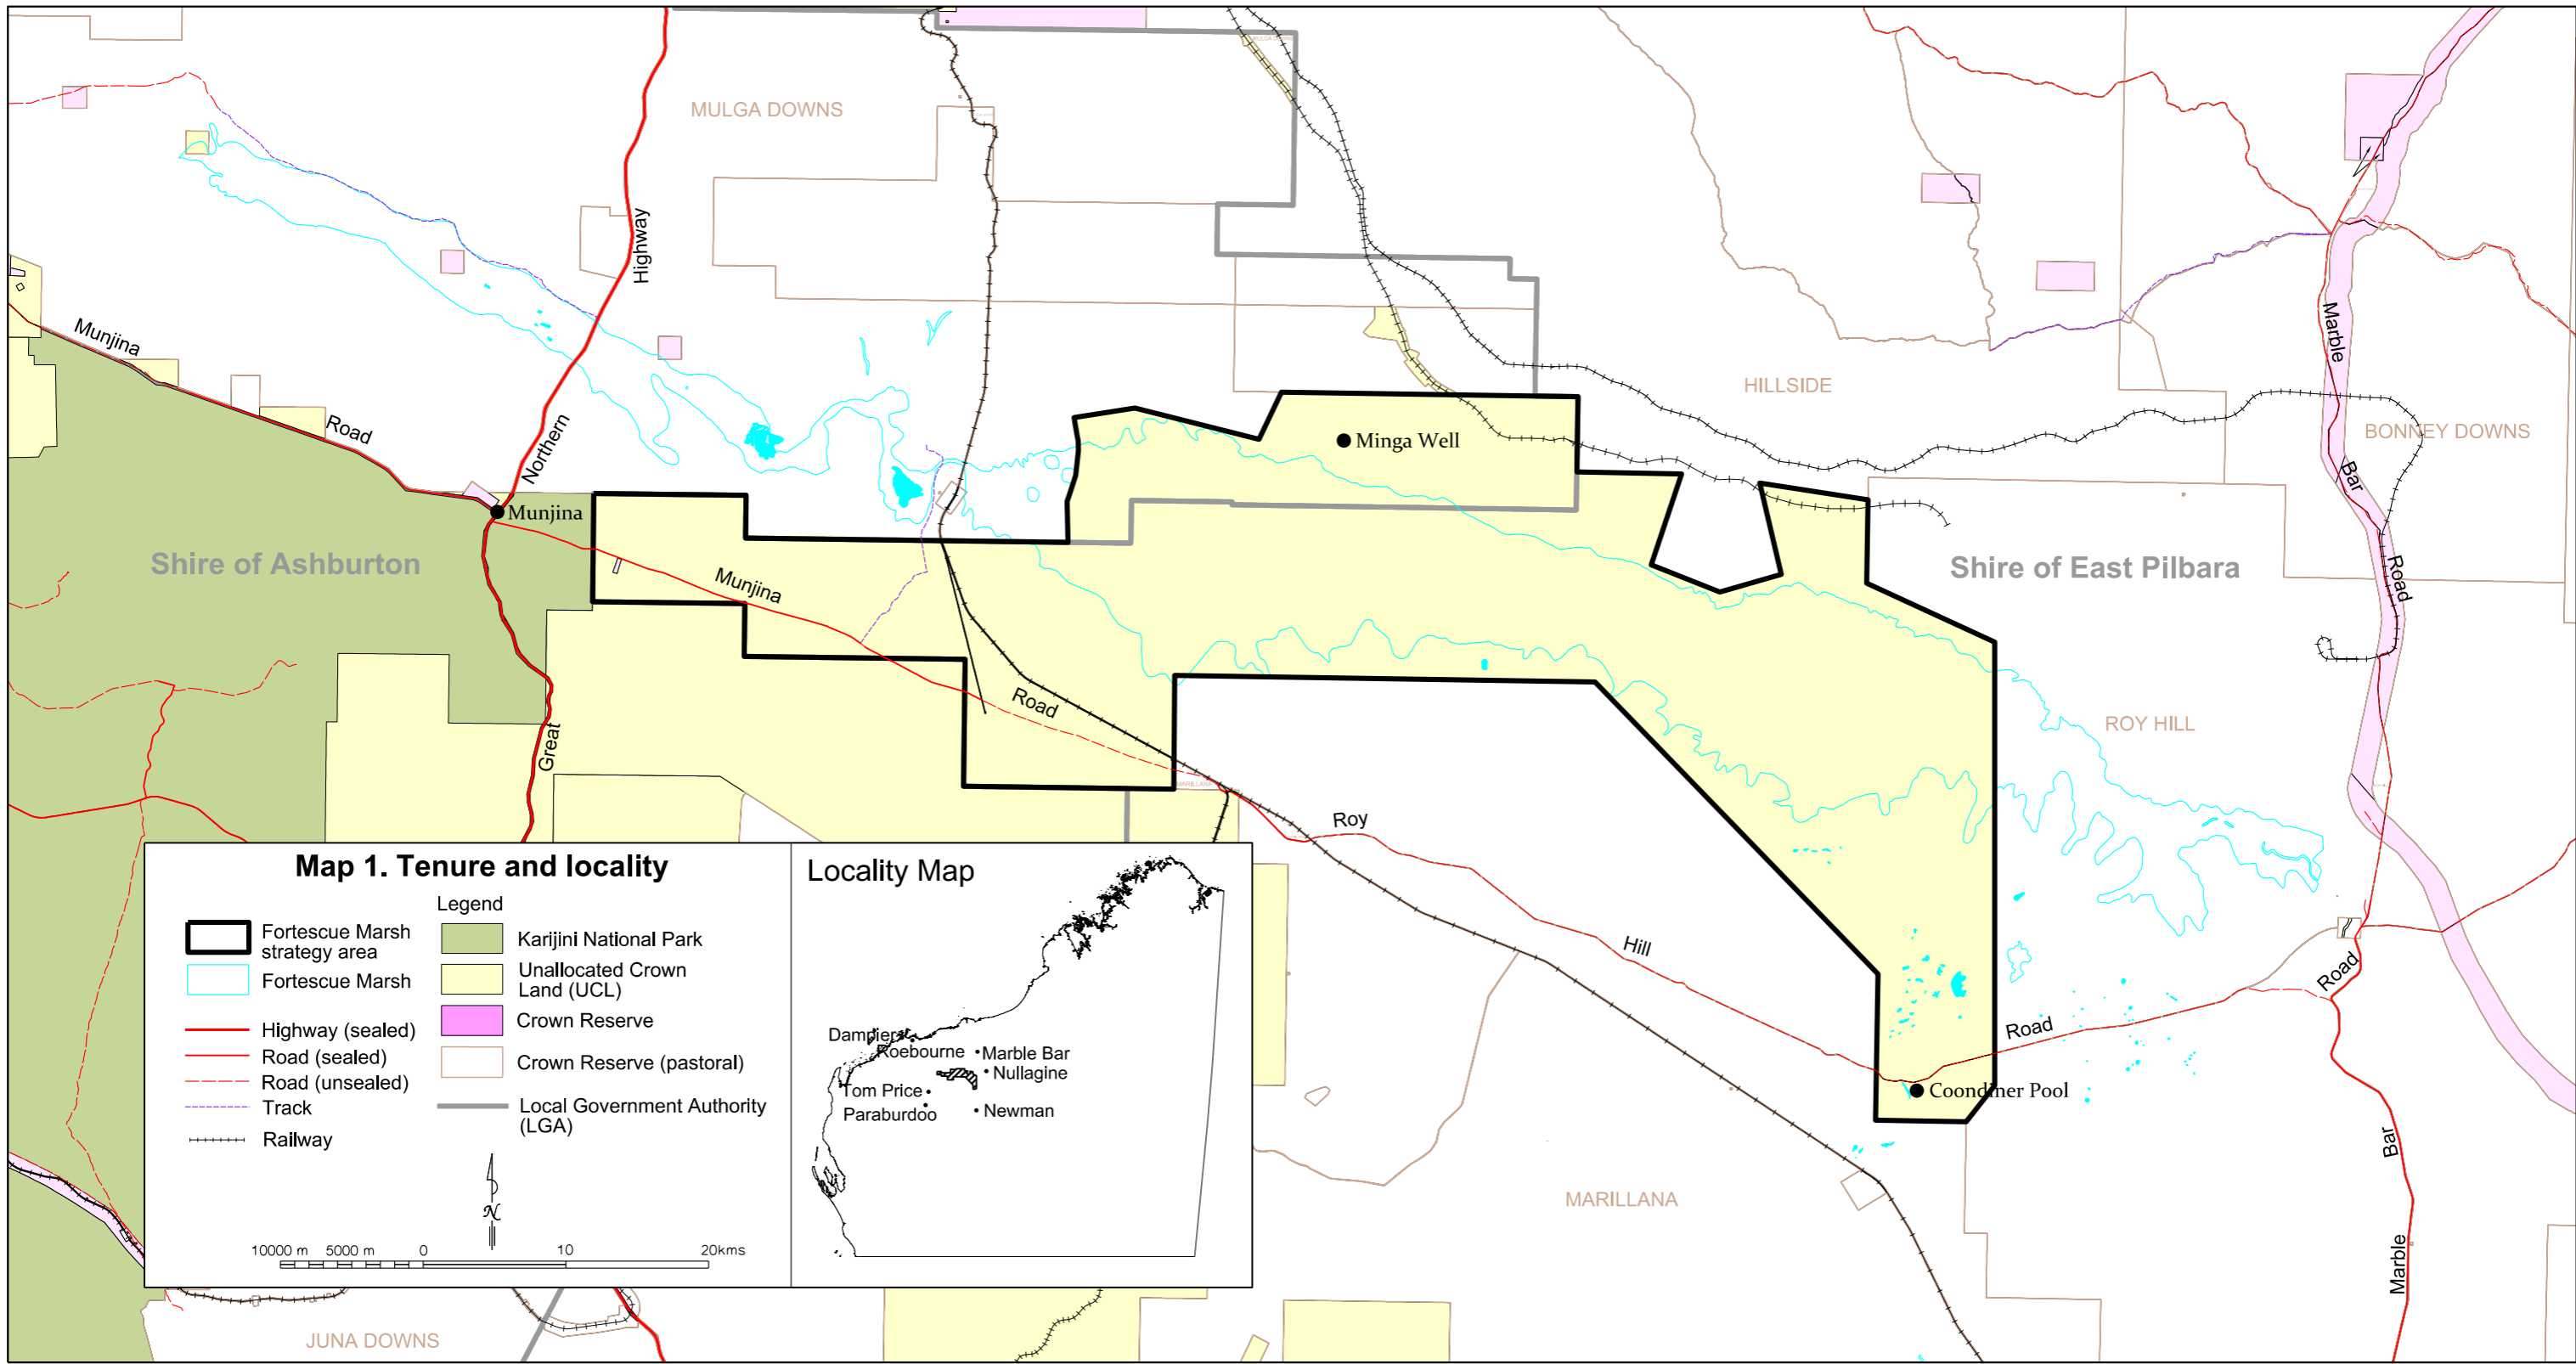 MULGA DOWNS
MULGA DOWNS
Highway
Munjina
Marble
HILLSIDE
Road
Northern
BONNEY DOWNS
Minga Well
Bar
Munjina
Shire of Ashburton
Shire of East Pilbara
Munjina
Road
Road
ROY HILL
Great
MARILLANA
Roy
Hill
Road
Road
Coondiner Pool
Bar
MARILLANA
Marble
JUNA DOWNS
Map 1. Tenure and locality
Legend
Fortescue Marsh
strategy area
Fortescue Marsh
Highway (sealed)
Road (sealed)
Road (unsealed)
Track
Railway
Karijini National Park
Unallocated Crown
Land (UCL)
Crown Reserve
Crown Reserve (pastoral)
Local Government Authority
(LGA)
N
10000 m 5000 m 0 10 20kms
Locality Map
Dampier
Roebourne
Marble Bar
Nullagine
Tom Price
Paraburdoo
Newman